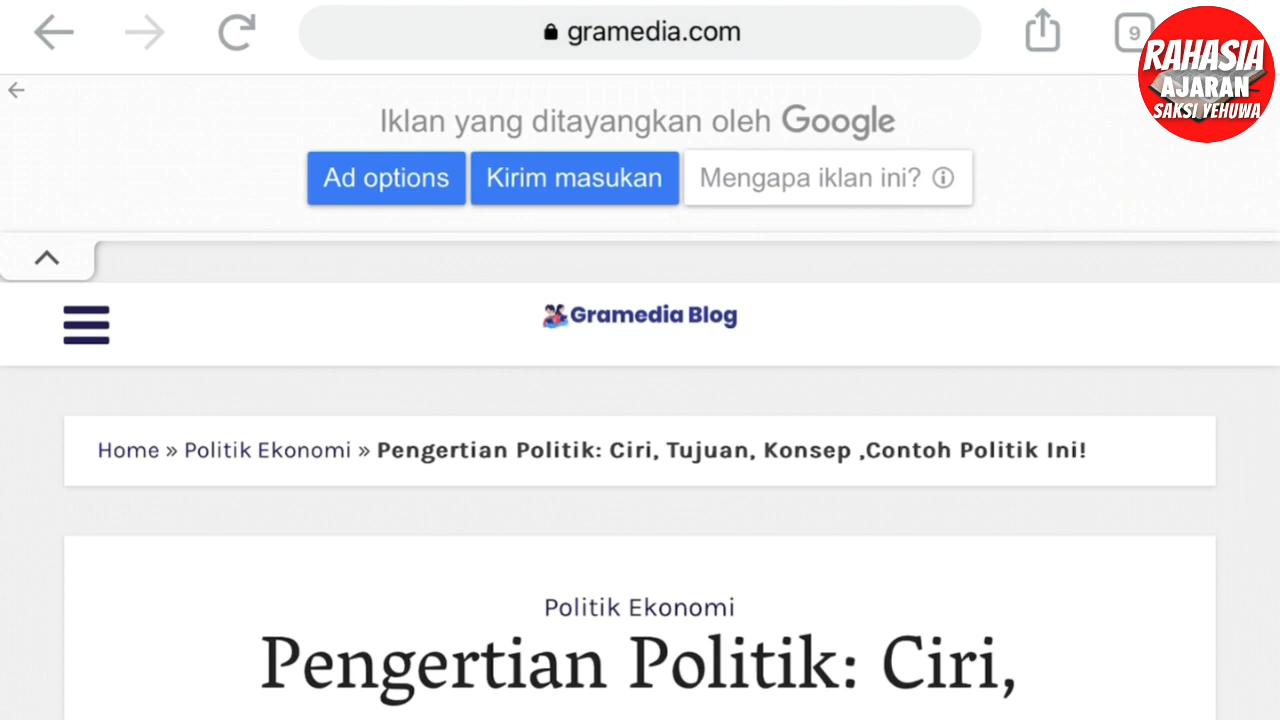 gramedia.com
9
RAHASIA
AJARAN
SAKSI YEHUWA
Iklan yang ditayangkan oleh Google
Ad options
Kirim masukan
Mengapa iklan ini?
Gramedia Blog
Home » Politik Ekonomi » Pengertian Politik: Ciri, Tujuan, Konsep ,Contoh Politik Ini!
Politik Ekonomi
Pengertian Politik: Ciri,